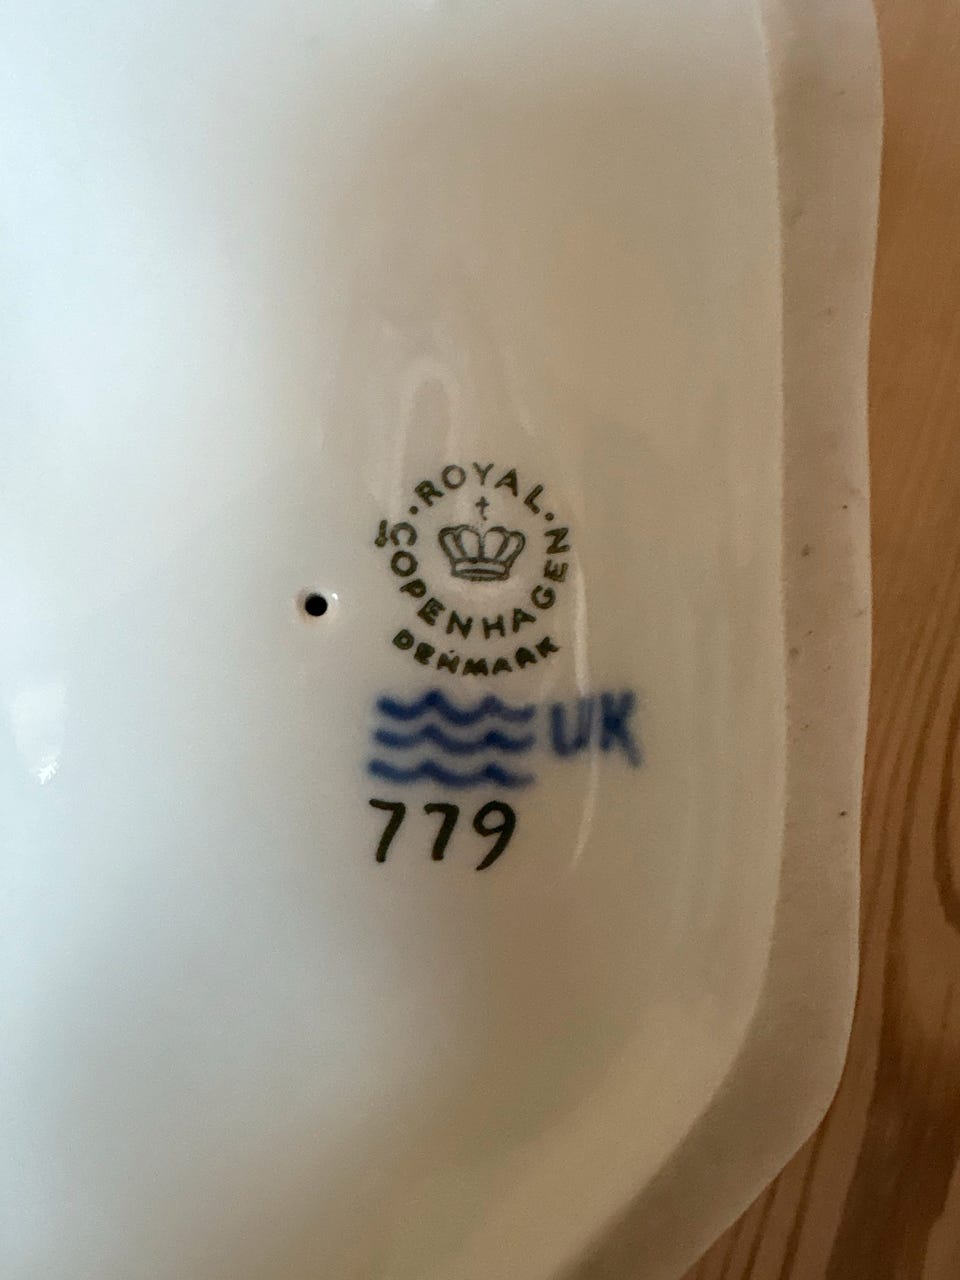 · ROYAL ·
COPENHAGEN
DENMARK
UK
779